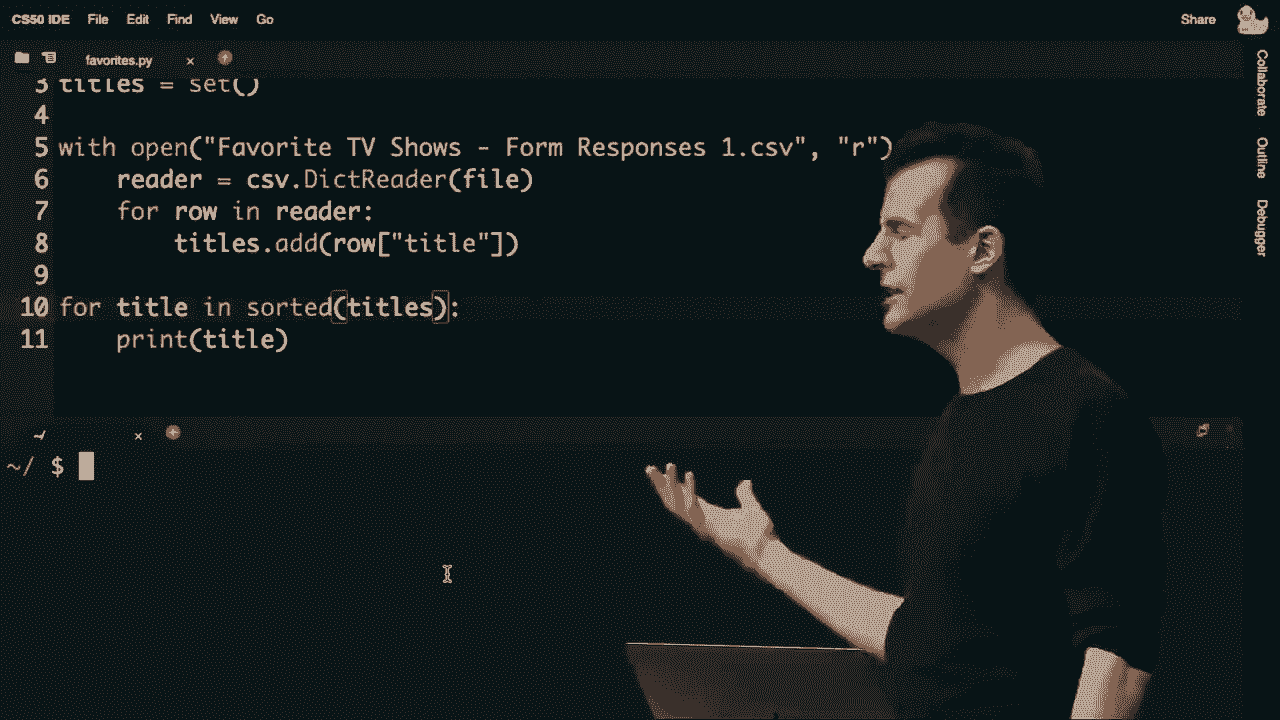 CS50 IDE File Edit Find View Go Share
favorites.py ×
3 titles = set()
4
5 with open("Favorite TV Shows - Form Responses 1.csv", "r")
6 reader = csv.DictReader(file)
7 for row in reader:
8 titles.add(row["title"])
9
10 for title in sorted(titles):
11 print(title)
~/ $
Collaborate
Outline
Debugger